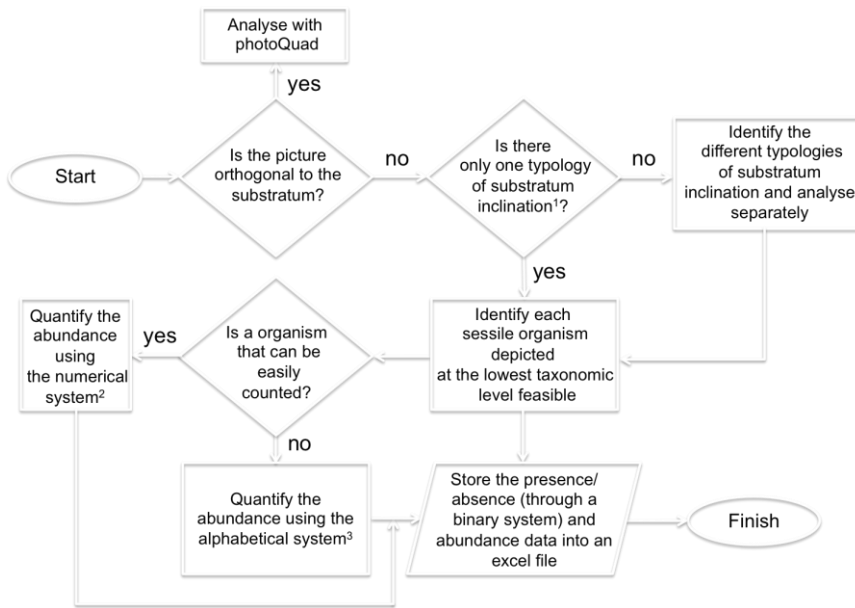 Analyse with
photoQuad
yes
Start
Is the picture
orthogonal to the
substratum?
no
Is there
only one typology
of substratum
inclination¹?
no
Identify the
different typologies
of substratum
inclination and analyse
separately
yes
Identify each
sessile organism
depicted
at the lowest taxonomic
level feasible
Is a organism
that can be
easily
counted?
yes
Quantify the
abundance
using
the numerical
system²
no
Quantify the
abundance using the
alphabetical system³
Store the presence/
absence (through a
binary system) and
abundance data into an
excel file
Finish